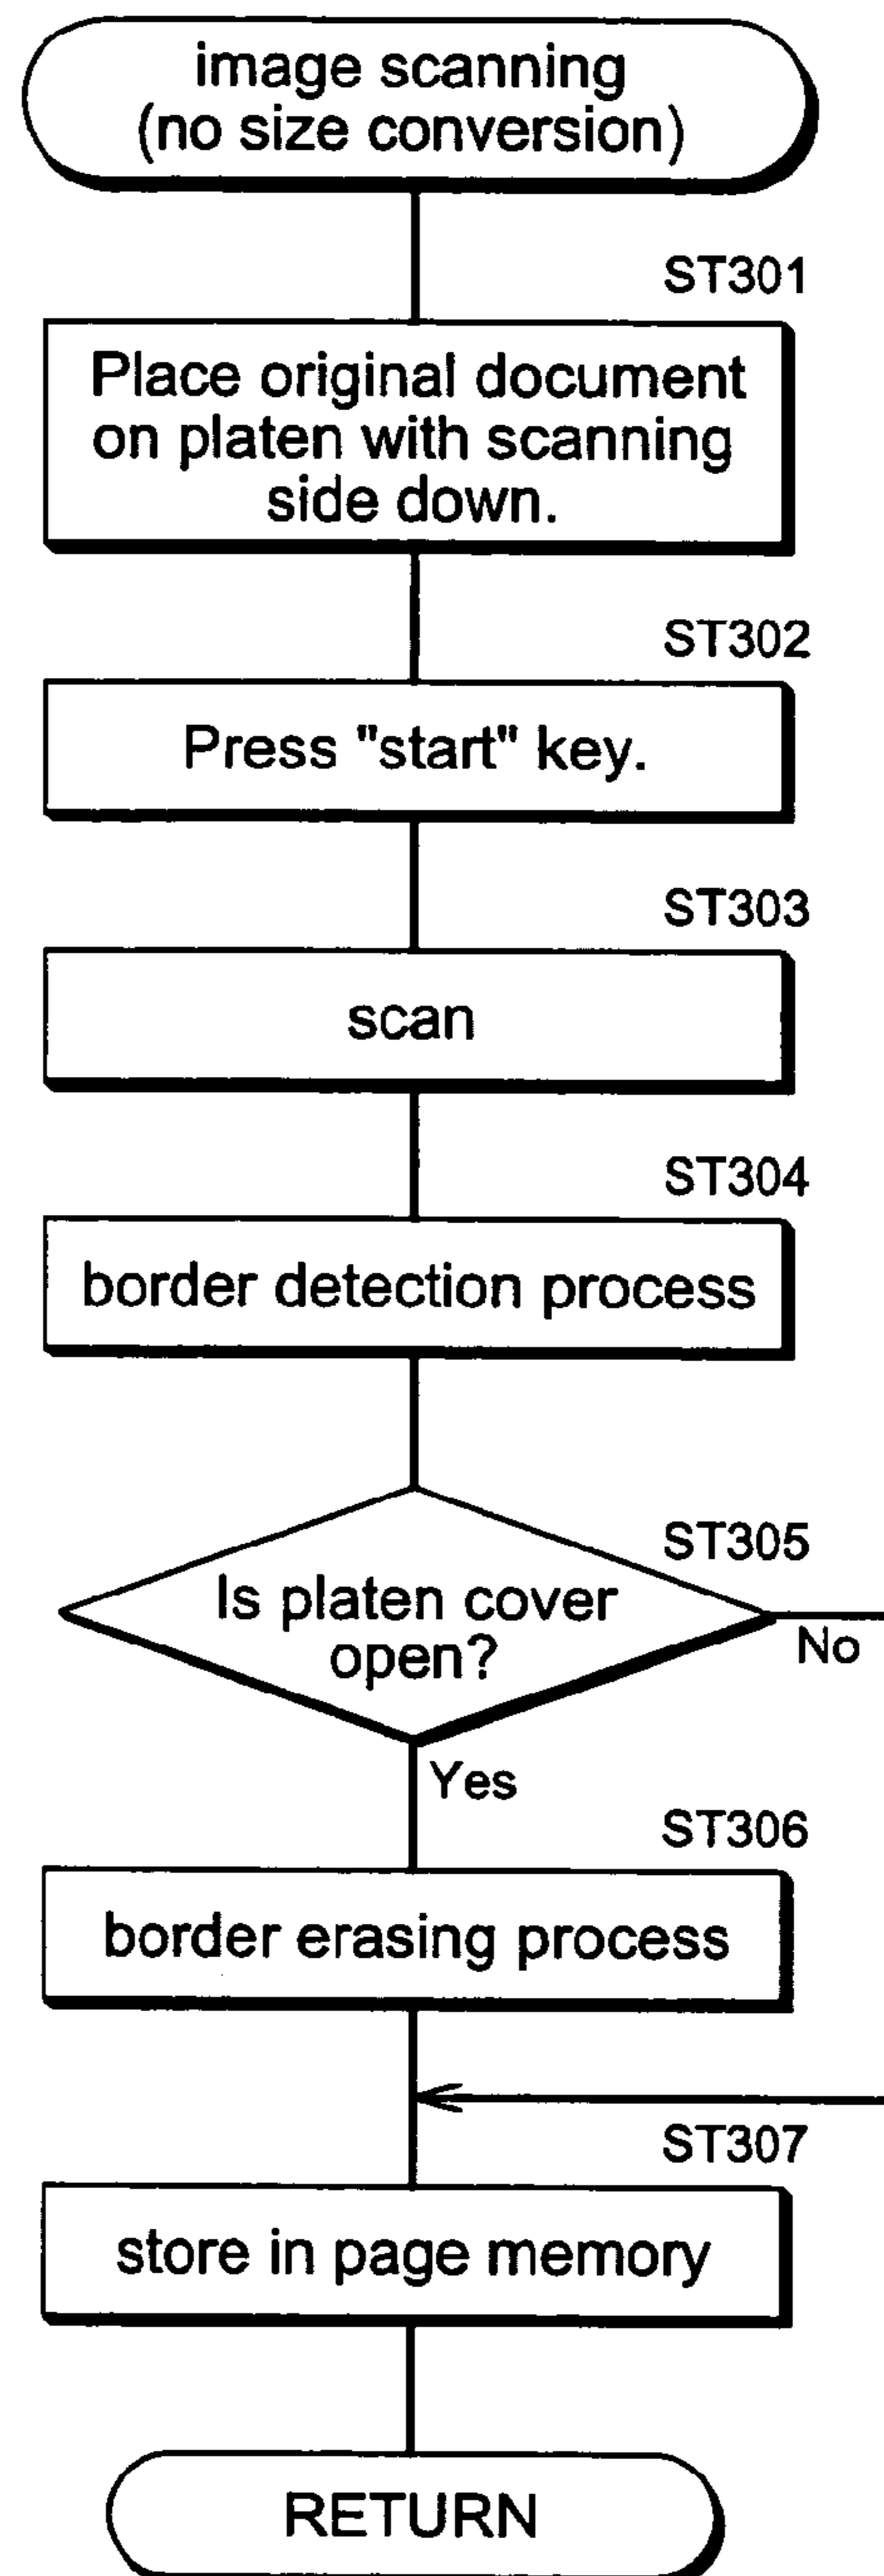 image scanning
(no size conversion)
ST301
Place original document
on platen with scanning
side down.
ST302
Press "start" key.
ST303
scan
ST304
border detection process
ST305
Is platen cover
open?
No
Yes
ST306
border erasing process
ST307
store in page memory
RETURN